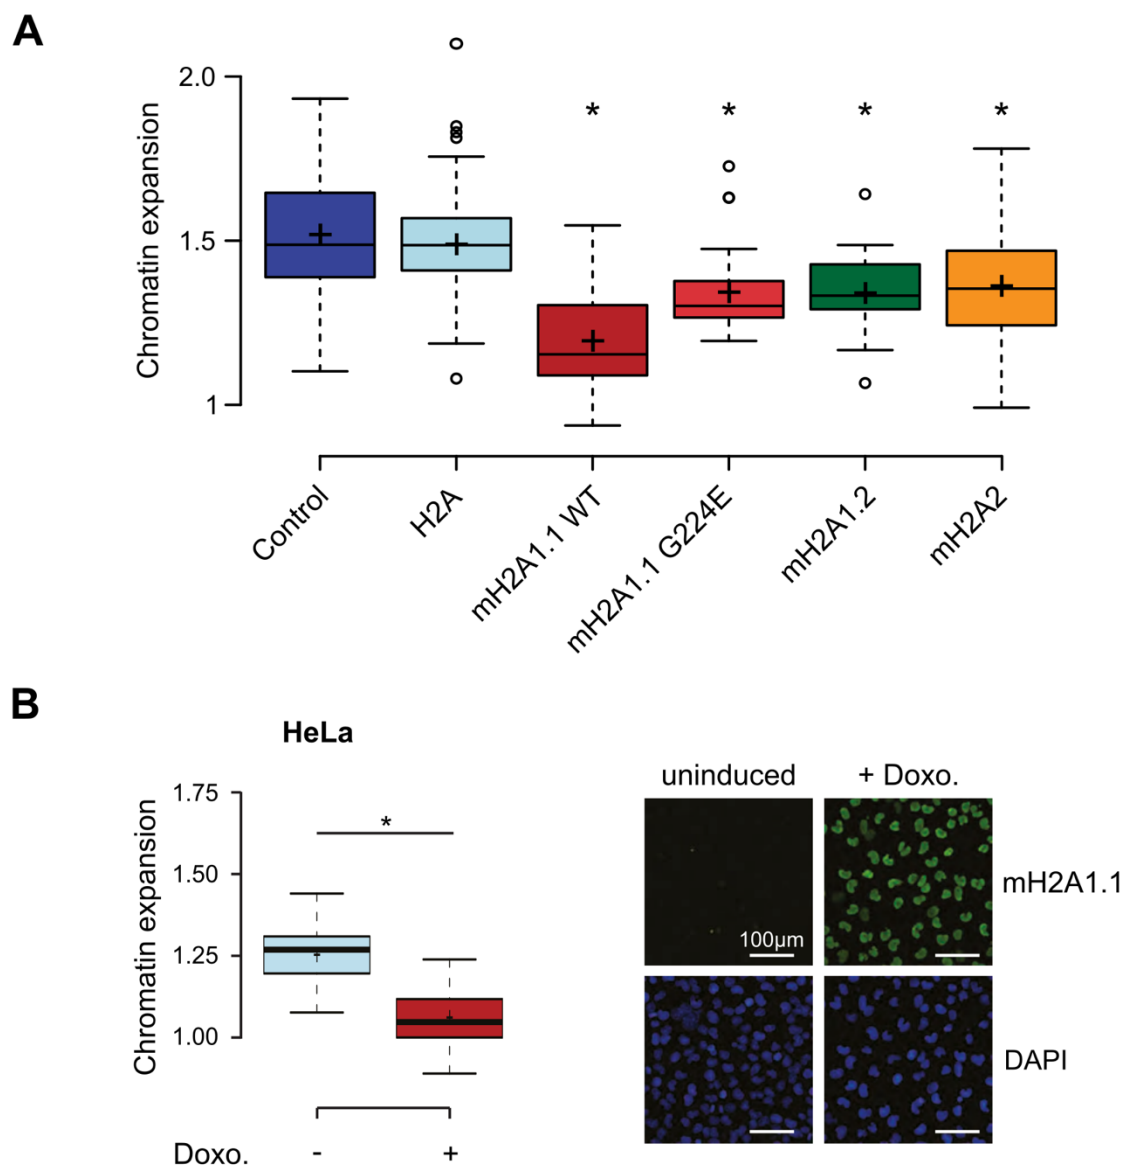 A
Chromatin expansion
2.0
1.5
1
* * * *
Control
H2A
mH2A1.1 WT
mH2A1.1 G224E
mH2A1.2
mH2A2
B
HeLa
Chromatin expansion
1.75
1.50
1.25
1.00
*
Doxo. - +
uninduced + Doxo.
mH2A1.1
100µm
DAPI